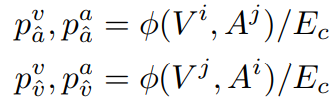 p^v_â, p^a_â = ϕ(V^i, A^j)/E_c
p^v_v̂, p^a_v̂ = ϕ(V^j, A^i)/E_c